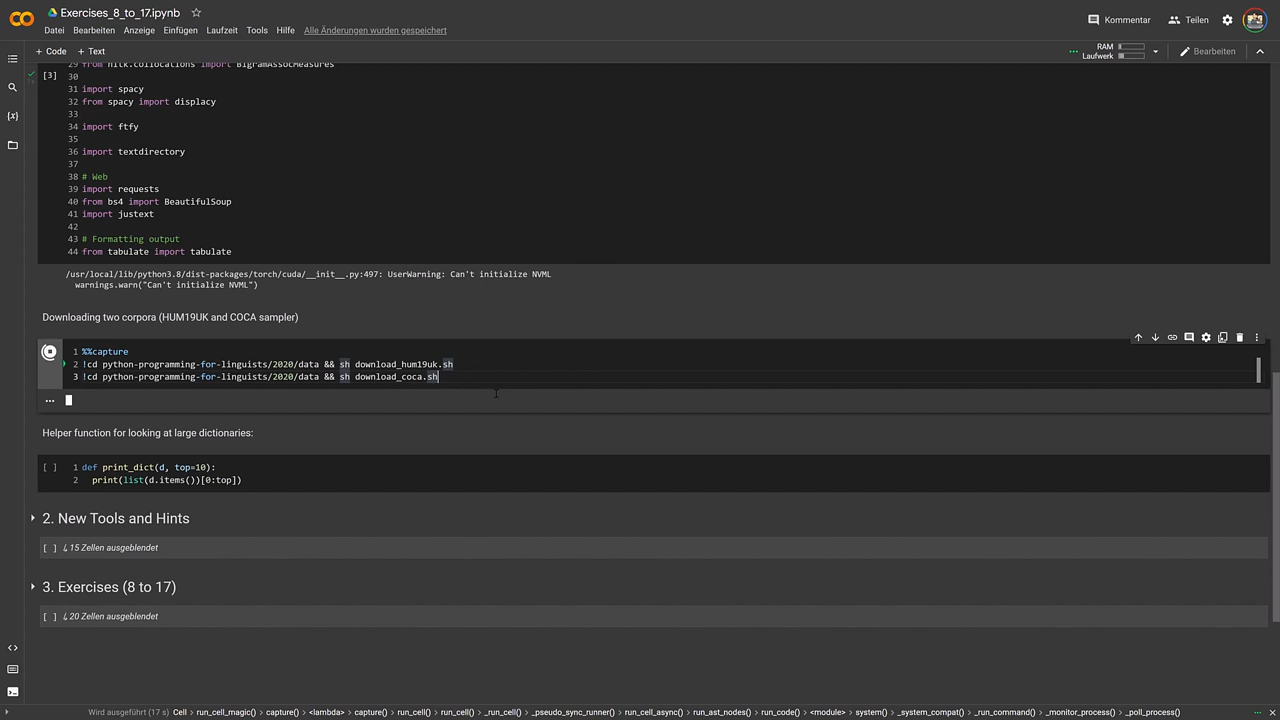 Exercises_8_to_17.ipynb
Datei Bearbeiten Anzeige Einfügen Laufzeit Tools Hilfe Alle Änderungen wurden gespeichert
Kommentar Teilen
+ Code + Text
RAM
Laufwerk
Bearbeiten
29 from nltk.collocations import BigramAssocMeasures
[3] 30
31 import spacy
32 from spacy import displacy
33
34 import ftfy
35
36 import textdirectory
37
38 # Web
39 import requests
40 from bs4 import BeautifulSoup
41 import justext
42
43 # Formatting output
44 from tabulate import tabulate
/usr/local/lib/python3.8/dist-packages/torch/cuda/__init__.py:497: UserWarning: Can't initialize NVML
warnings.warn("Can't initialize NVML")
Downloading two corpora (HUM19UK and COCA sampler)
1 %%capture
2 !cd python-programming-for-linguists/2020/data && sh download_hum19uk.sh
3 !cd python-programming-for-linguists/2020/data && sh download_coca.sh
...
Helper function for looking at large dictionaries:
[ ] 1 def print_dict(d, top=10):
2 print(list(d.items())[0:top])
2. New Tools and Hints
[ ] ↳ 15 Zellen ausgeblendet
3. Exercises (8 to 17)
[ ] ↳ 20 Zellen ausgeblendet
Wird ausgeführt (17 s) Cell > run_cell_magic() > capture() > <lambda> > capture() > run_cell() > run_cell() > _run_cell() > _pseudo_sync_runner() > run_cell_async() > run_ast_nodes() > run_code() > <module> > system() > _system_compat() > _run_command() > _monitor_process() > _poll_process()